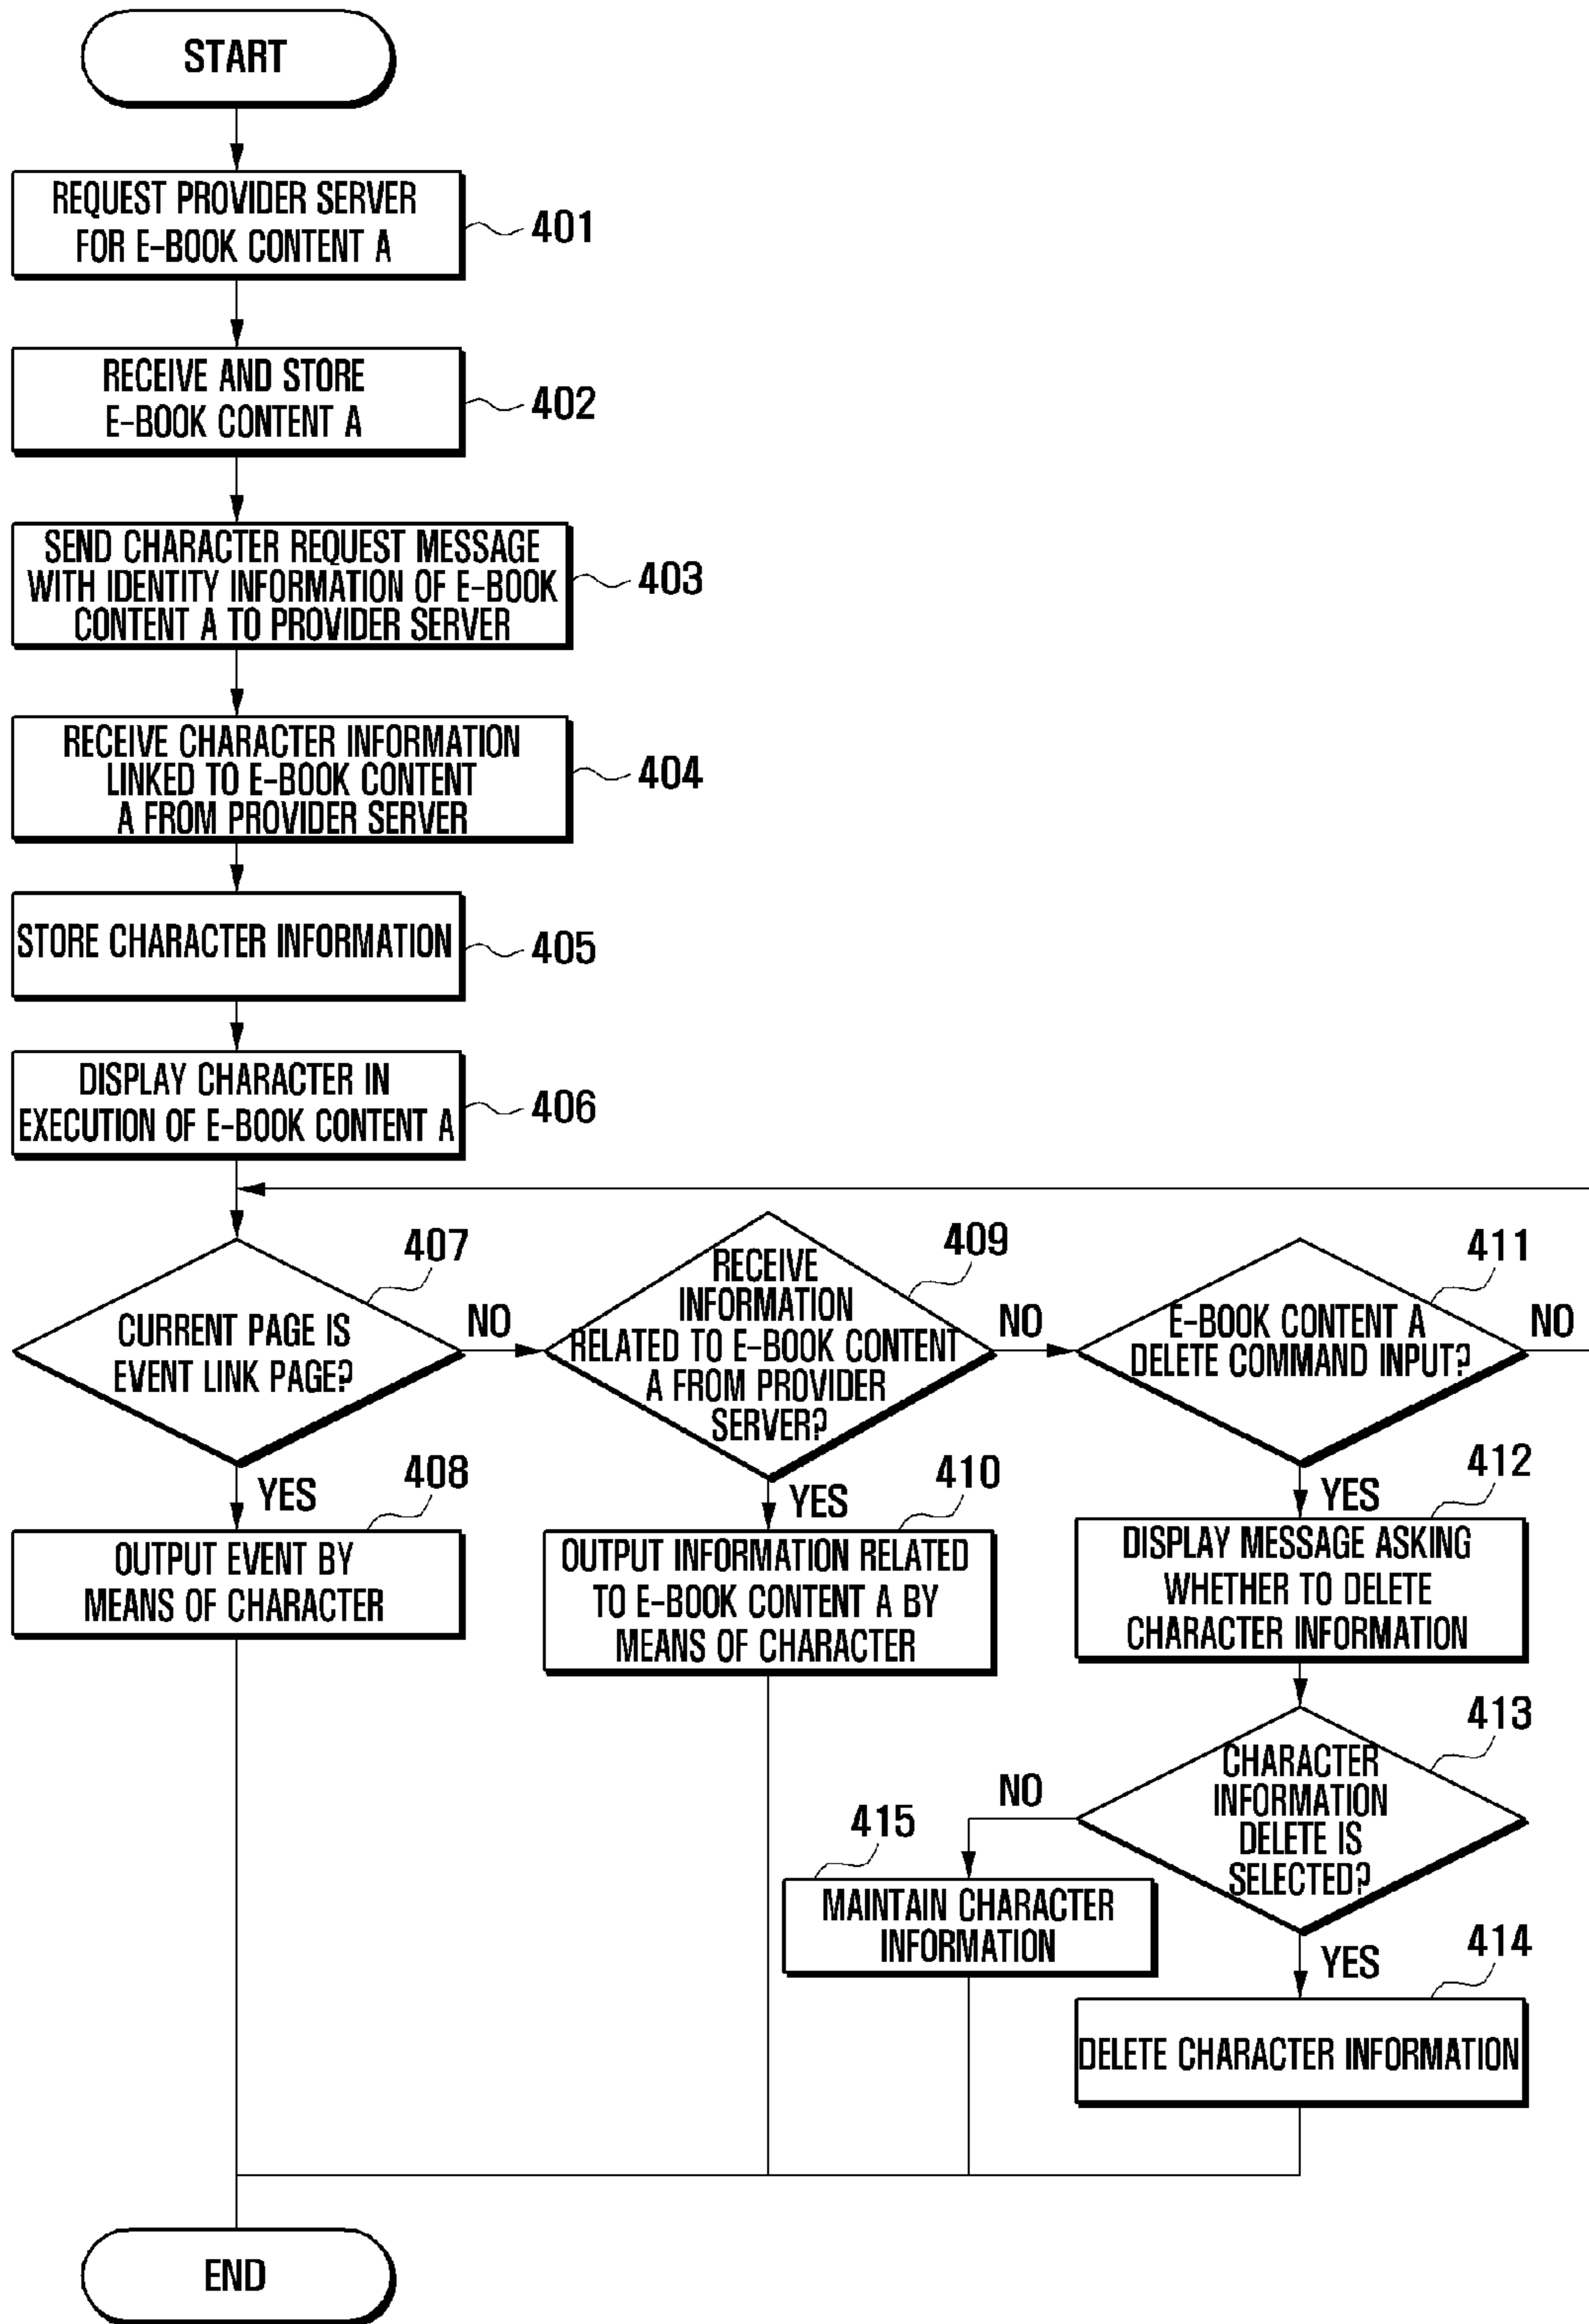 START
REQUEST PROVIDER SERVER
FOR E-BOOK CONTENT A
401
RECEIVE AND STORE
E-BOOK CONTENT A
402
SEND CHARACTER REQUEST MESSAGE
WITH IDENTITY INFORMATION OF E-BOOK
CONTENT A TO PROVIDER SERVER
403
RECEIVE CHARACTER INFORMATION
LINKED TO E-BOOK CONTENT
A FROM PROVIDER SERVER
404
STORE CHARACTER INFORMATION
405
DISPLAY CHARACTER IN
EXECUTION OF E-BOOK CONTENT A
406
407
CURRENT PAGE IS
EVENT LINK PAGE?
NO
YES
408
OUTPUT EVENT BY
MEANS OF CHARACTER
409
RECEIVE
INFORMATION
RELATED TO E-BOOK CONTENT
A FROM PROVIDER
SERVER?
NO
YES
410
OUTPUT INFORMATION RELATED
TO E-BOOK CONTENT A BY
MEANS OF CHARACTER
411
E-BOOK CONTENT A
DELETE COMMAND INPUT?
NO
YES
412
DISPLAY MESSAGE ASKING
WHETHER TO DELETE
CHARACTER INFORMATION
413
CHARACTER
INFORMATION
DELETE IS
SELECTED?
NO
415
MAINTAIN CHARACTER
INFORMATION
YES
414
DELETE CHARACTER INFORMATION
END